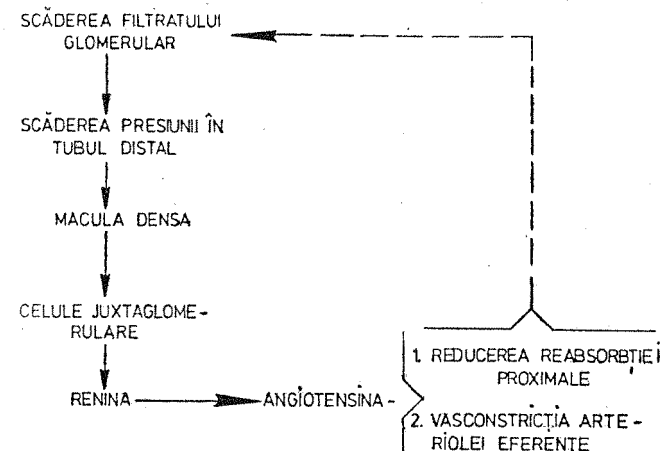 SCĂDEREA FILTRATULUI
GLOMERULAR
SCĂDEREA PRESIUNII ÎN
TUBUL DISTAL
MACULA DENSA
CELULE JUXTAGLOME-
RULARE
RENINA
ANGIOTENSINA
1. REDUCEREA REABSORBȚIEI
PROXIMALE
2. VASCONSTRICȚIA ARTE-
RIOLEI EFERENTE